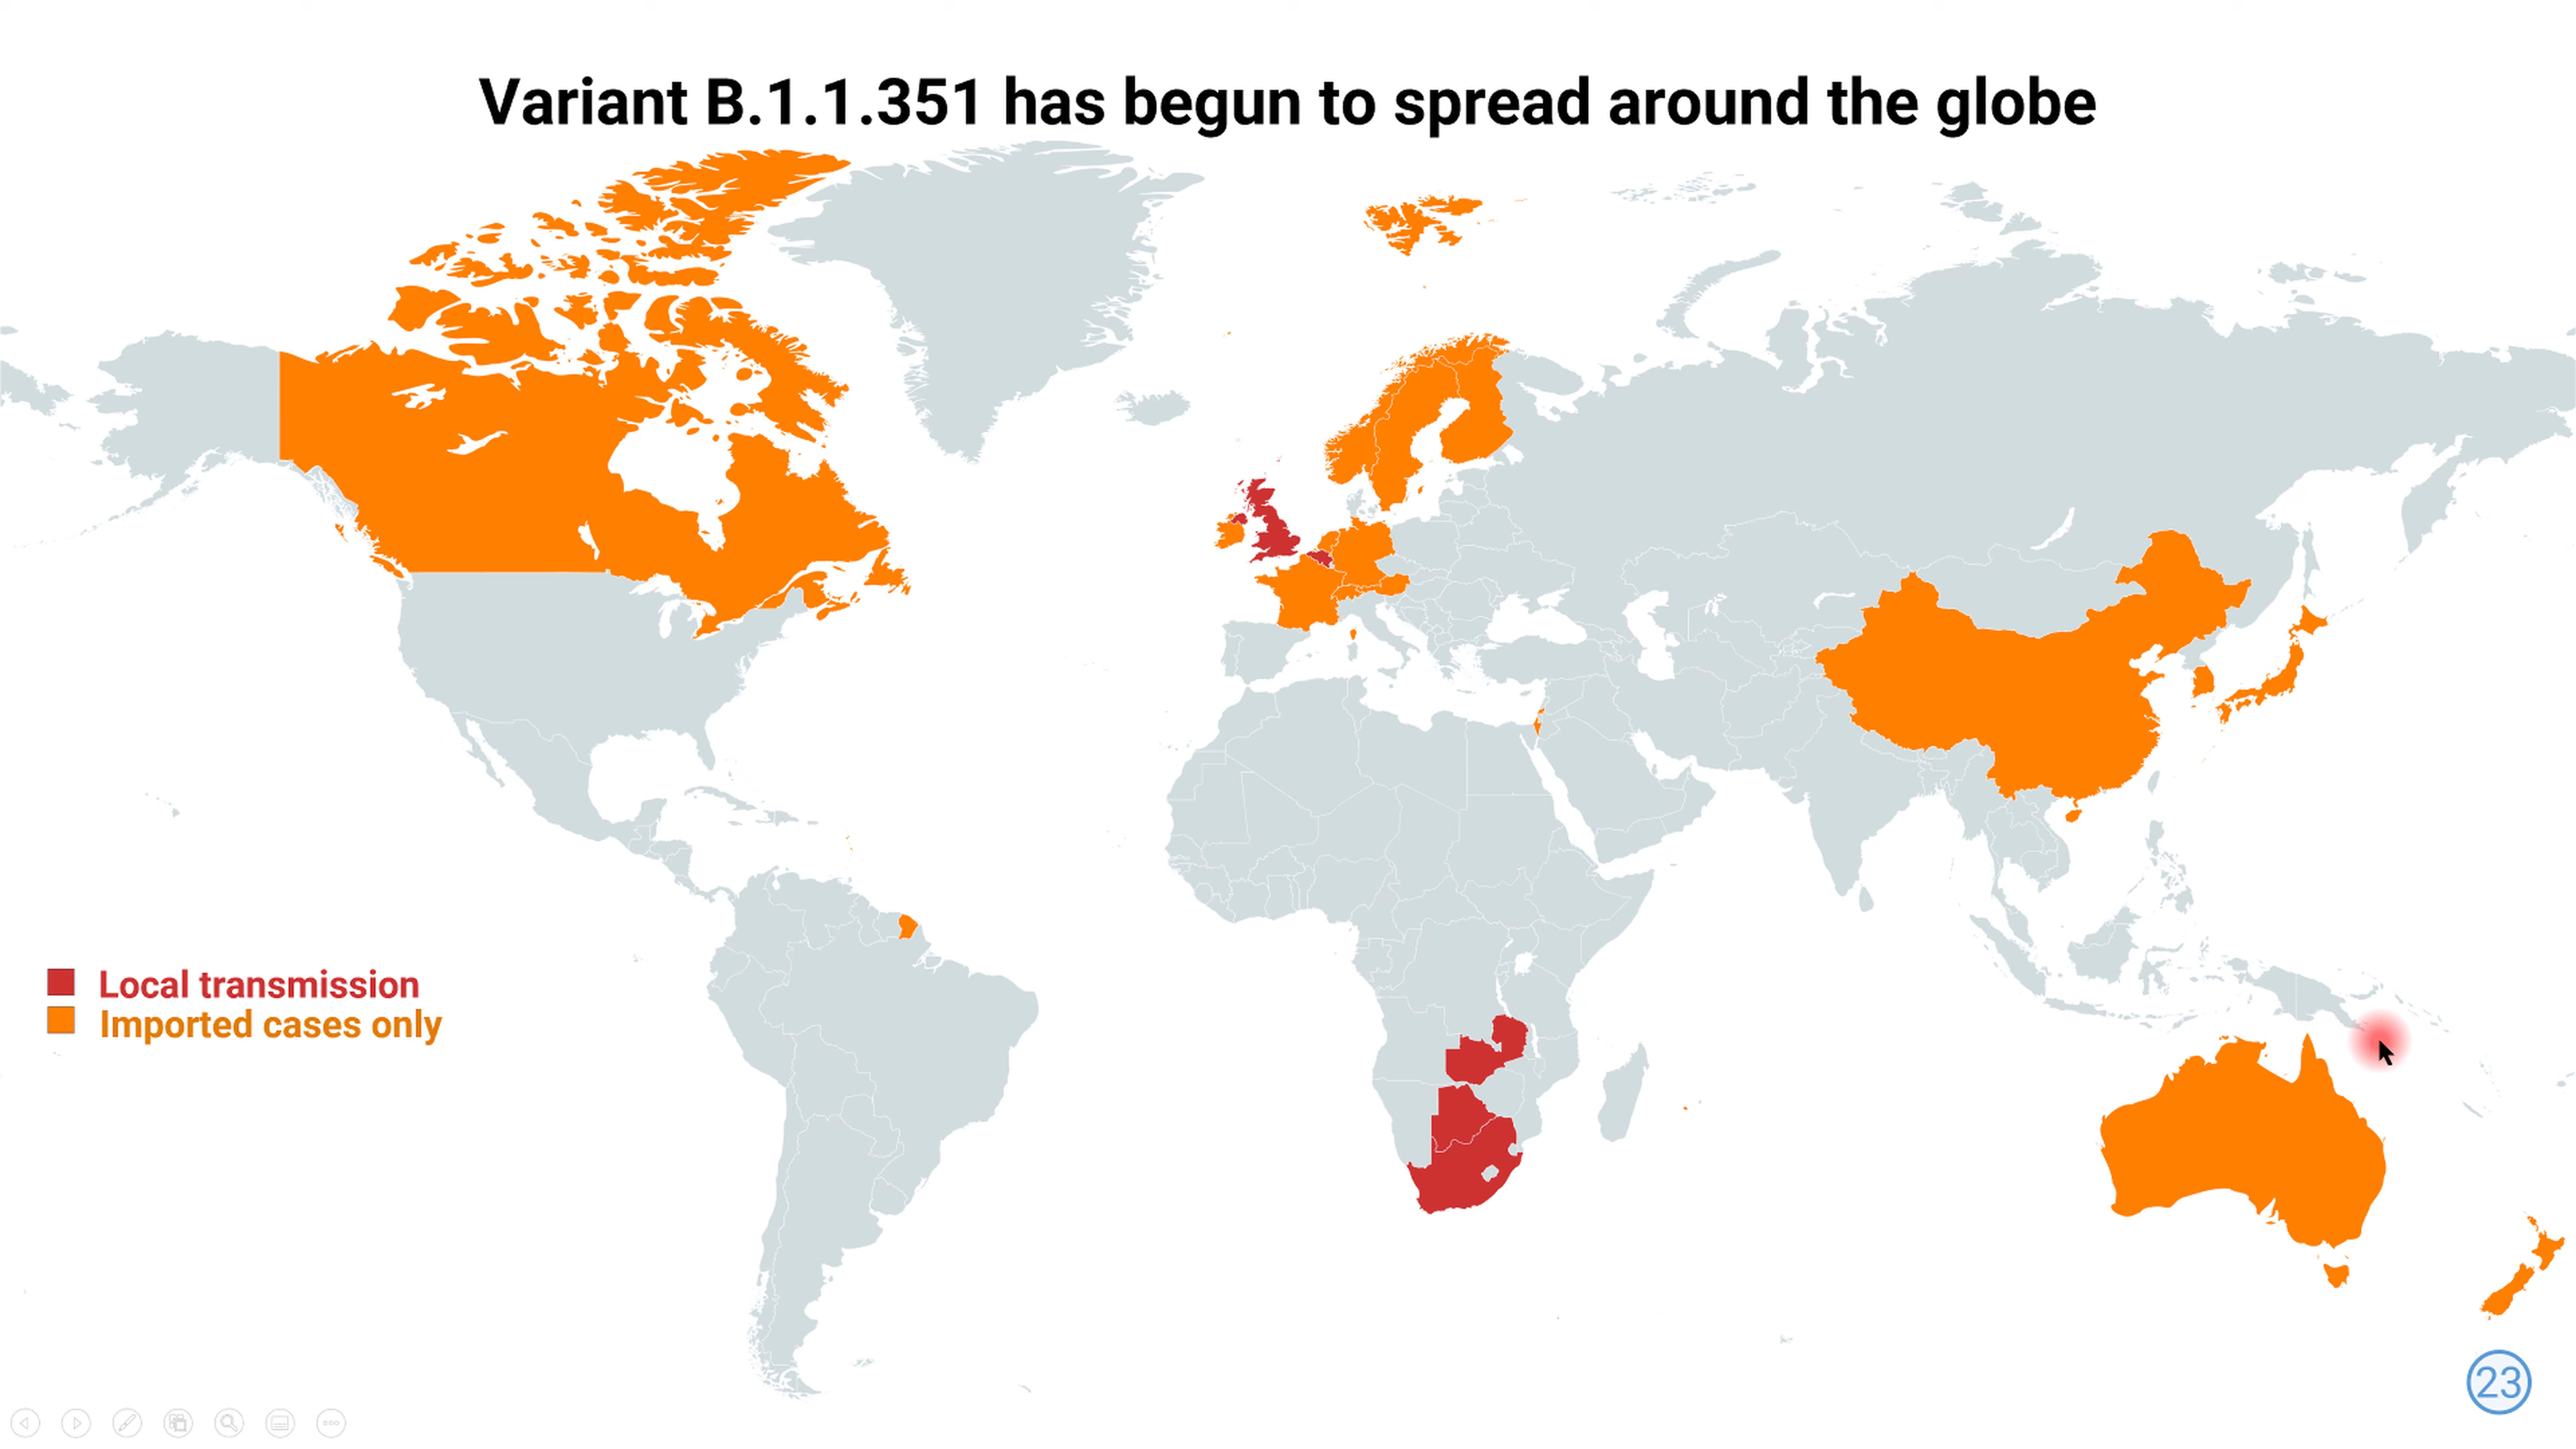 Variant B.1.1.351 has begun to spread around the globe
Local transmission
Imported cases only
23